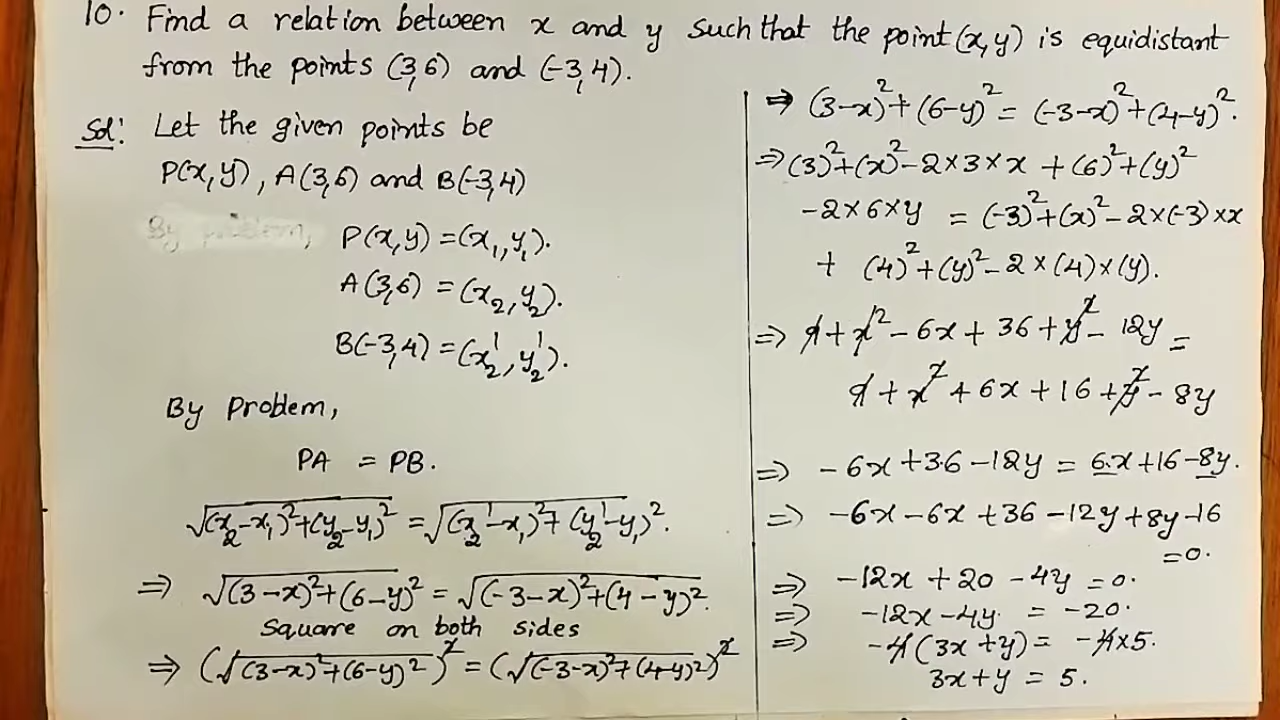 10. Find a relation between x and y such that the point (x,y) is equidistant
from the points (3,6) and (-3,4).
Sol: Let the given points be
P(x,y), A(3,6) and B(-3,4)
By problem, P(x,y) = (x₁,y₁).
A(3,6) = (x₂,y₂).
B(-3,4) = (x₂',y₂').
By Problem,
PA = PB.
√(x₂-x₁)²+(y₂-y₁)² = √(x₂'-x₁)²+(y₂'-y₁)².
⇒ √(3-x)²+(6-y)² = √(-3-x)²+(4-y)².
Square on both sides
⇒ (√(3-x)²+(6-y)²)² = (√(-3-x)²+(4-y)²)²
⇒ (3-x)²+(6-y)² = (-3-x)²+(4-y)².
⇒ (3)²+(x)²-2×3×x+(6)²+(y)²
-2×6×y = (-3)²+(x)²-2×(-3)×x
+ (4)²+(y)²-2×(4)×(y).
⇒ 9+x²-6x+36+y²-12y =
9+x²+6x+16+y²-8y
⇒ -6x+36-12y = 6x+16-8y.
⇒ -6x-6x+36-12y+8y-16
=0.
⇒ -12x+20-4y = 0.
⇒ -12x-4y = -20.
⇒ -4(3x+y) = -4×5.
3x+y = 5.